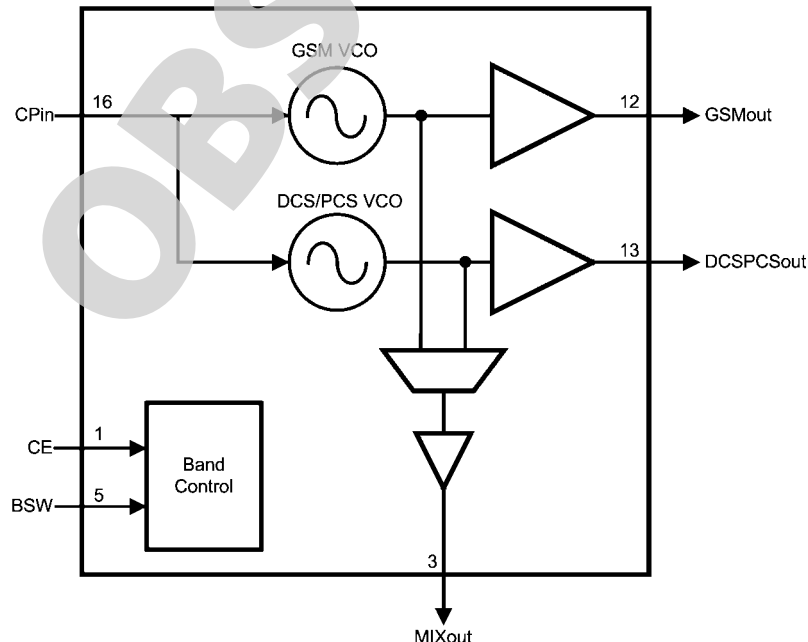 OBS
GSM VCO
CPin
16
12
GSMout
DCS/PCS VCO
13
DCSPCSout
CE
1
Band
Control
BSW
5
3
MIXout